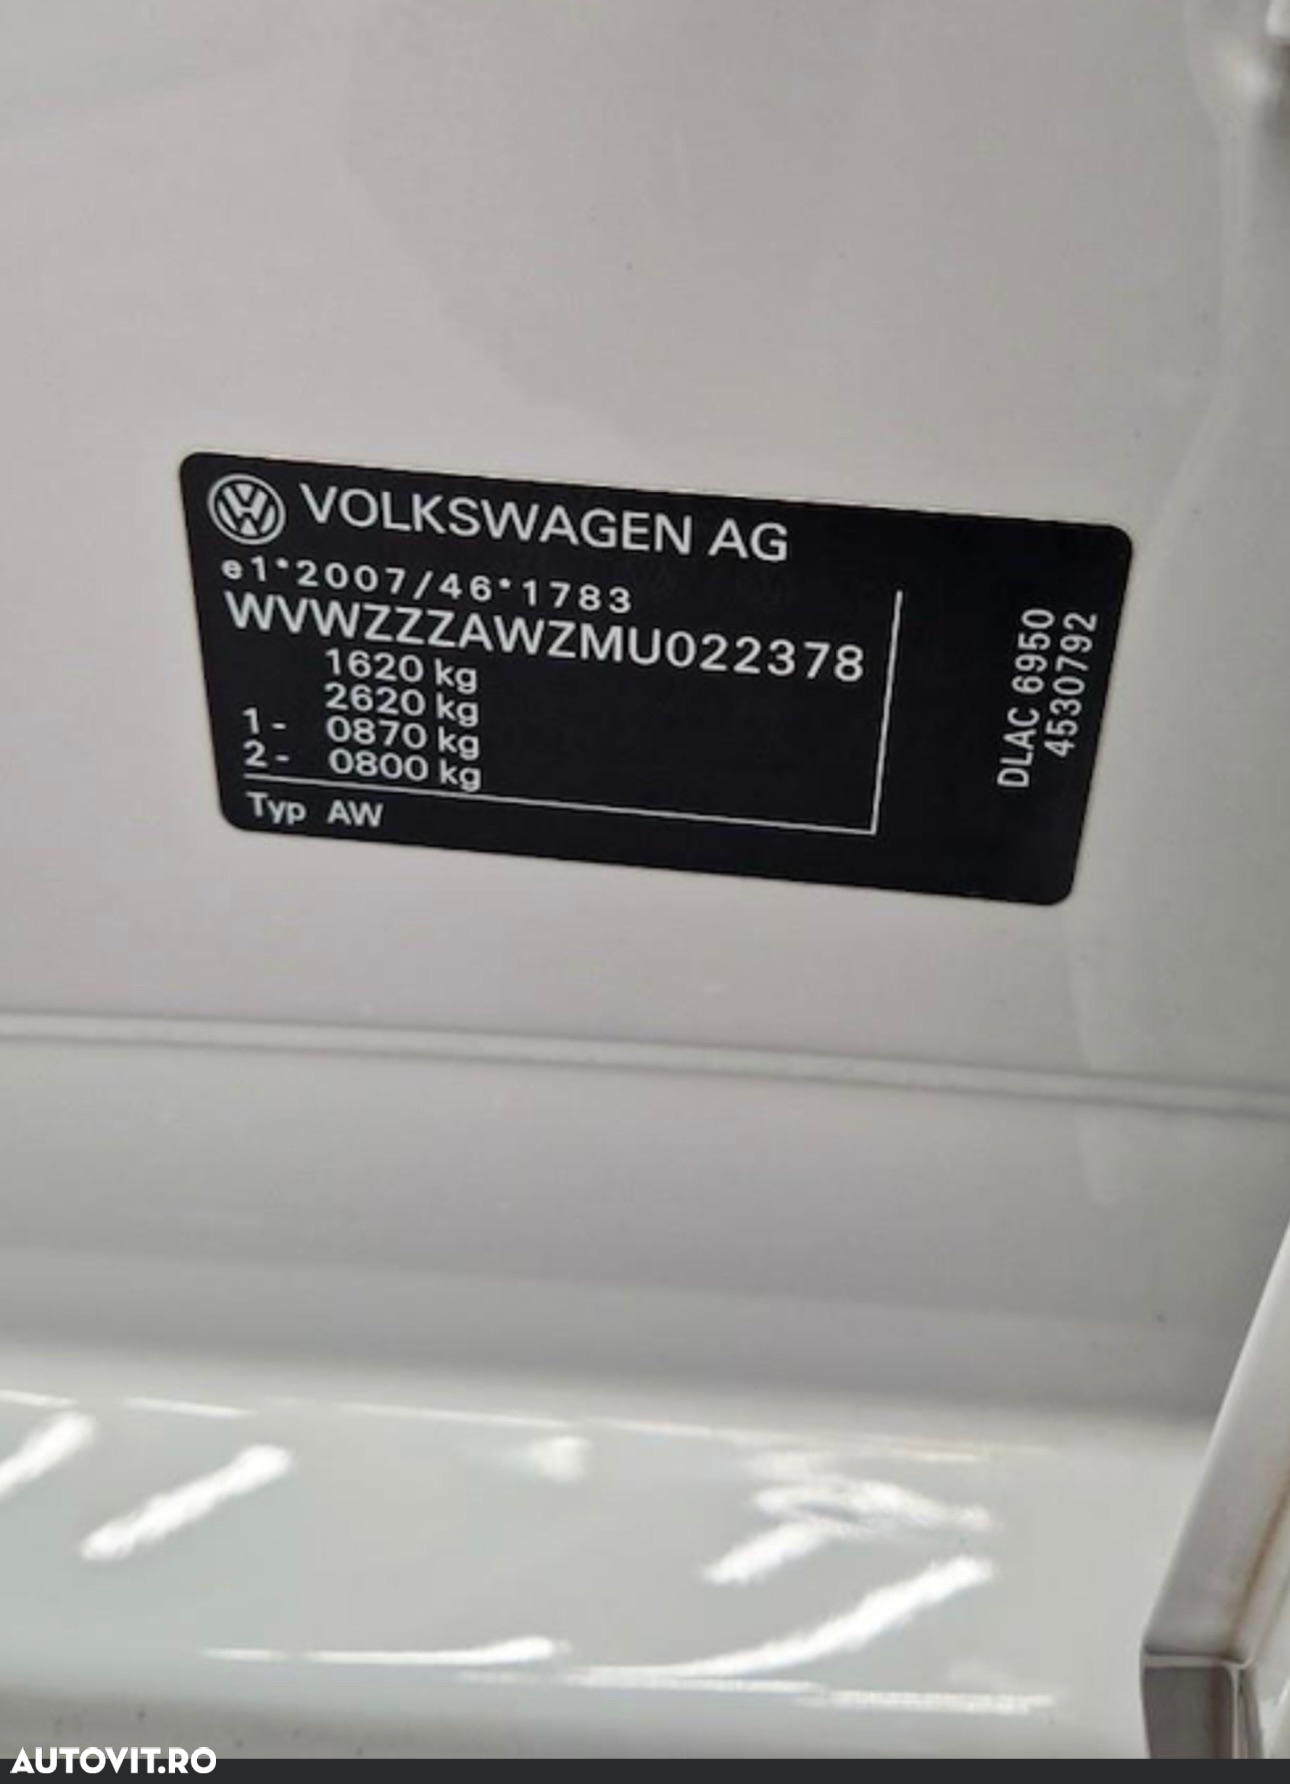 VOLKSWAGEN AG
e1*2007/46*1783
WVWZZZAWZMU022378
1620 kg
2620 kg
1- 0870 kg
2- 0800 kg
Typ AW
DLAC 6950
4530792
AUTOVIT.RO